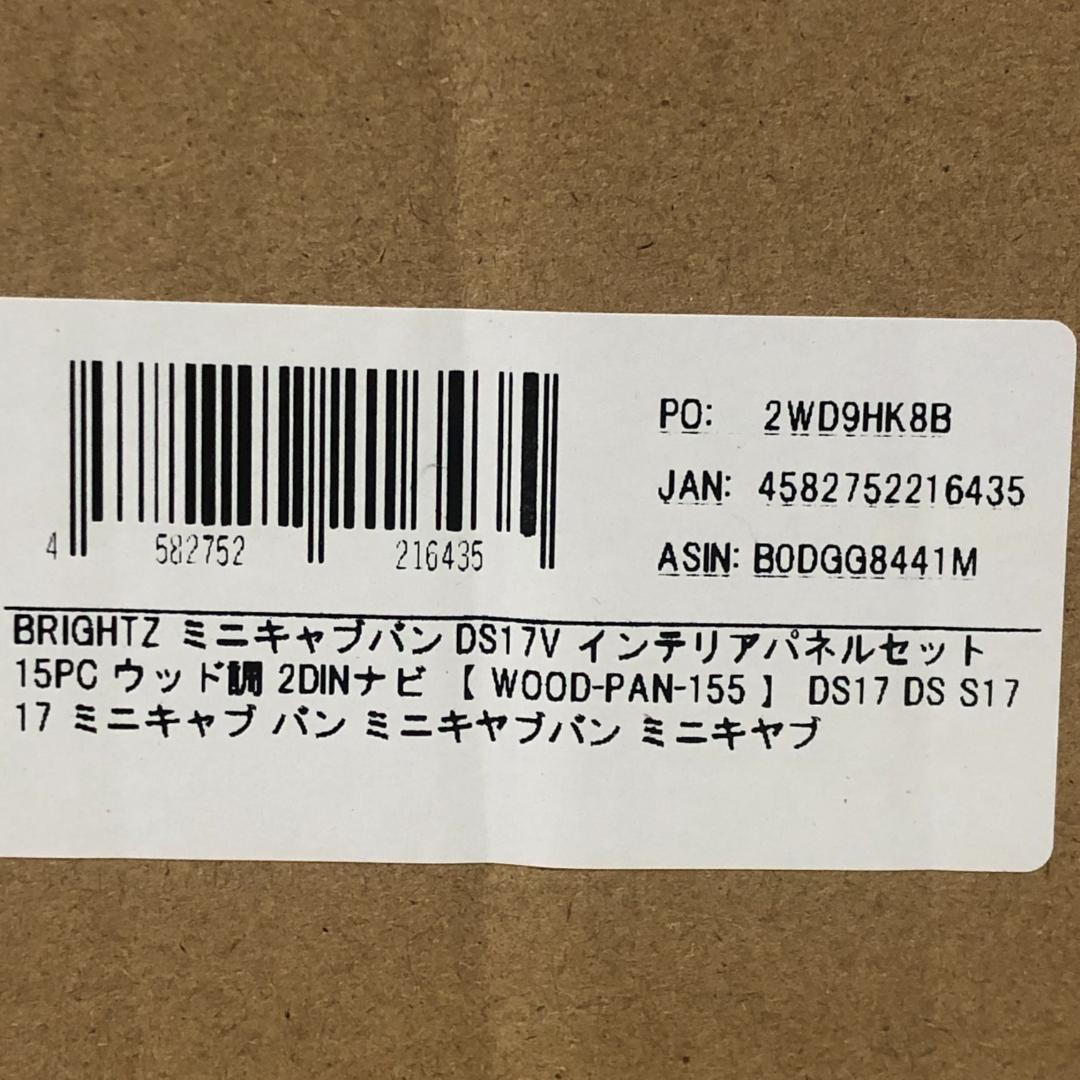 PO: 2WD9HK8B
JAN: 4582752216435
ASIN: B0DGG8441M
4 582752 216435
BRIGHTZ ミニキャブバン DS17V インテリアパネルセット
15PC ウッド調 2DINナビ 【 WOOD-PAN-155 】 DS17 DS S17
17 ミニキャブ バン ミニキヤブバン ミニキヤブ